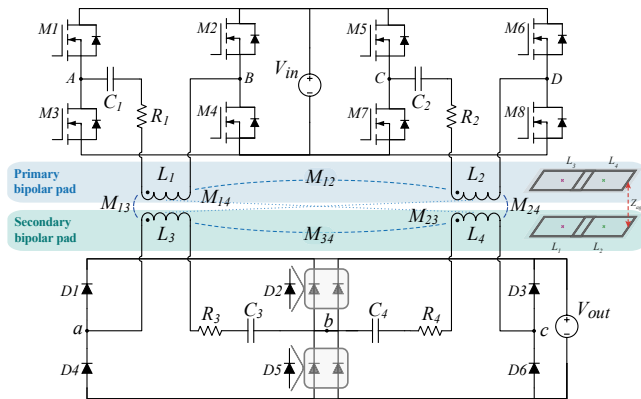 M1
M2
M5
M6
A
C1
B
Vin
C
C2
D
M3
R1
M4
M7
R2
M8
Primary bipolar pad
L1
M12
L2
L3
L4
M13
M14
M23
M24
Zair
Secondary bipolar pad
L3
M34
L4
L1
L2
D1
D2
D3
Vout
a
R3
C3
b
C4
R4
c
D4
D5
D6